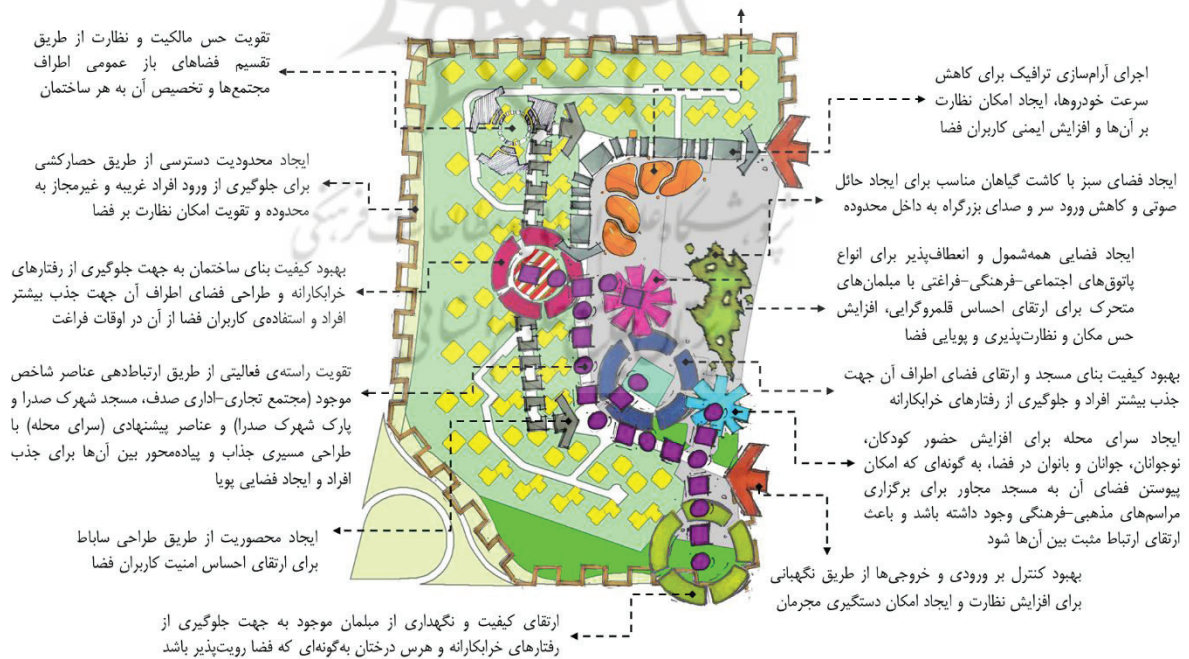 تقویت حس مالکیت و نظارت از طریق
تقسیم فضاهای باز عمومی اطراف
مجتمع‌ها و تخصیص آن به هر ساختمان
ایجاد محدودیت دسترسی از طریق حصارکشی
برای جلوگیری از ورود افراد غریبه و غیرمجاز به
محدوده و تقویت امکان نظارت بر فضا
بهبود کیفیت بنای ساختمان به جهت جلوگیری از رفتارهای
خرابکارانه و طراحی فضای اطراف آن جهت جذب بیشتر
افراد و استفاده‌ی کاربران فضا از آن در اوقات فراغت
تقویت راسته‌ی فعالیتی از طریق ارتباط‌دهی عناصر شاخص
موجود (مجتمع تجاری-اداری صدف، مسجد شهرک صدرا و
پارک شهرک صدرا) و عناصر پیشنهادی (سرای محله) با
طراحی مسیری جذاب و پیاده‌محور بین آن‌ها برای جذب
افراد و ایجاد فضایی پویا
ایجاد محصوریت از طریق طراحی ساباط
برای ارتقای احساس امنیت کاربران فضا
ارتقای کیفیت و نگهداری از مبلمان موجود به جهت جلوگیری از
رفتارهای خرابکارانه و هرس درختان به‌گونه‌ای که فضا رویت‌پذیر باشد
اجرای آرام‌سازی ترافیک برای کاهش
سرعت خودروها، ایجاد امکان نظارت
بر آن‌ها و افزایش ایمنی کاربران فضا
ایجاد فضای سبز با کاشت گیاهان مناسب برای ایجاد حائل
صوتی و کاهش ورود سر و صدای بزرگراه به داخل محدوده
ایجاد فضایی همه‌شمول و انعطاف‌پذیر برای انواع
پاتوق‌های اجتماعی-فرهنگی-فراغتی با مبلمان‌های
متحرک برای ارتقای احساس قلمروگرایی، افزایش
حس مکان و نظارت‌پذیری و پویایی فضا
بهبود کیفیت بنای مسجد و ارتقای فضای اطراف آن جهت
جذب بیشتر افراد و جلوگیری از رفتارهای خرابکارانه
ایجاد سرای محله برای افزایش حضور کودکان،
نوجوانان، جوانان و بانوان در فضا، به گونه‌ای که امکان
پیوستن فضای آن به مسجد مجاور برای برگزاری
مراسم‌های مذهبی-فرهنگی وجود داشته باشد و باعث
ارتقای ارتباط مثبت بین آن‌ها شود
بهبود کنترل بر ورودی و خروجی‌ها از طریق نگهبانی
برای افزایش نظارت و ایجاد امکان دستگیری مجرمان